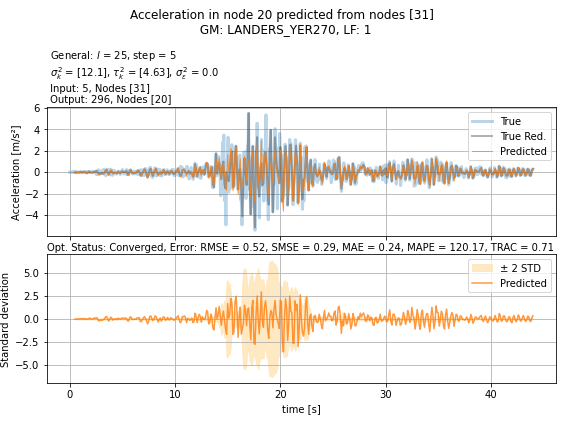 Acceleration in node 20 predicted from nodes [31]
GM: LANDERS_YER270, LF: 1
General: l = 25, step = 5
σ²ₖ = [12.1], τ²ₖ = [4.63], σ²ε = 0.0
Input: 5, Nodes [31]
Output: 296, Nodes [20]
Acceleration [m/s²]
6
4
2
0
−2
−4
True
True Red.
Predicted
Opt. Status: Converged, Error: RMSE = 0.52, SMSE = 0.29, MAE = 0.24, MAPE = 120.17, TRAC = 0.71
Standard deviation
5.0
2.5
0.0
−2.5
−5.0
± 2 STD
Predicted
0
10
20
30
40
time [s]